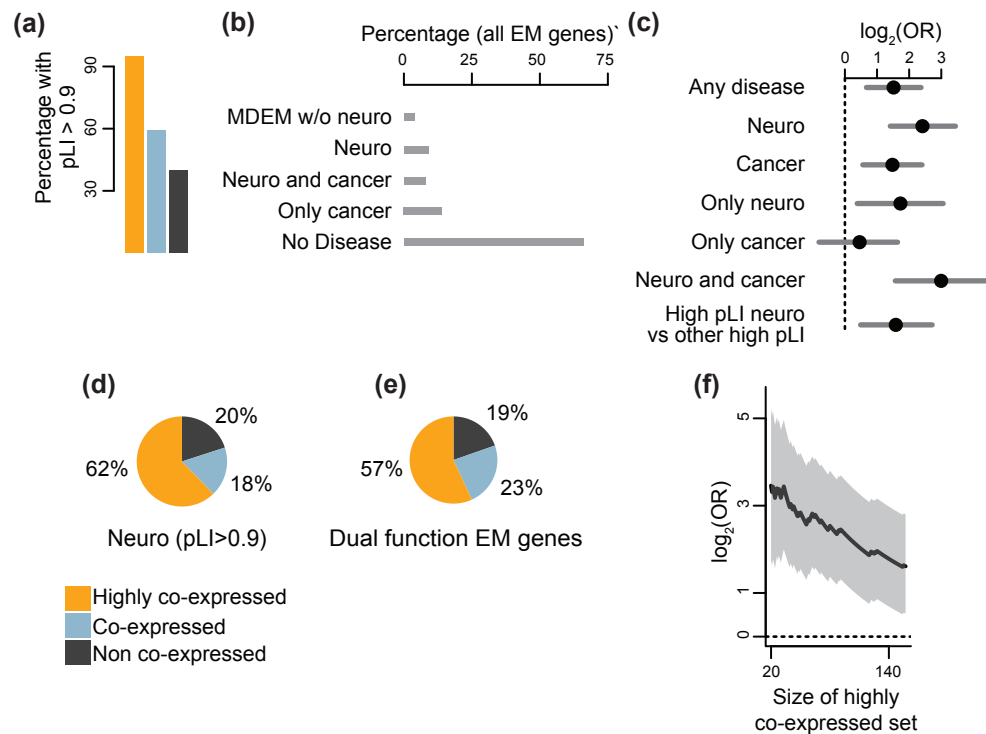 (a)
Percentage with
pLI > 0.9
90
60
30
(b)
Percentage (all EM genes)`
0
25
50
75
MDEM w/o neuro
Neuro
Neuro and cancer
Only cancer
No Disease
(c)
log2(OR)
0 1 2 3
Any disease
Neuro
Cancer
Only neuro
Only cancer
Neuro and cancer
High pLI neuro
vs other high pLI
(d)
20%
62%
18%
Neuro (pLI>0.9)
(e)
19%
57%
23%
Dual function EM genes
Highly co-expressed
Co-expressed
Non co-expressed
(f)
log2(OR)
5
3
1
0
20
140
Size of highly
co-expressed set